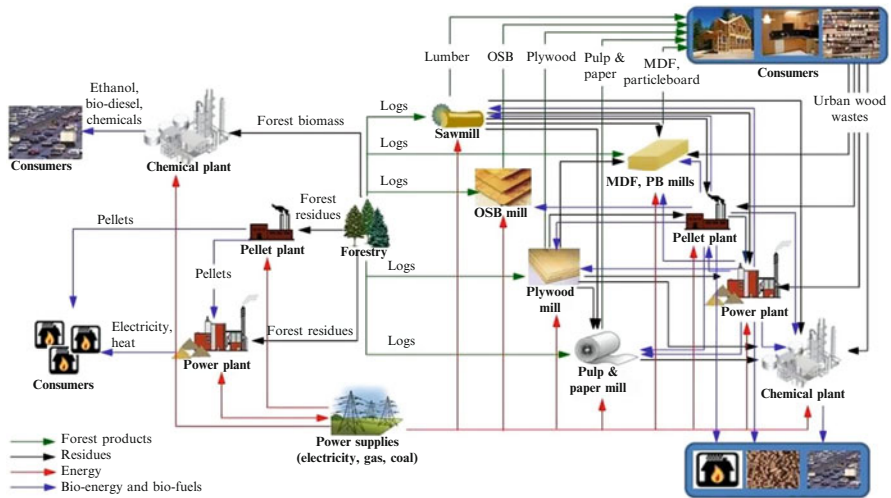 Lumber
OSB
Plywood
Pulp &
paper
MDF,
particleboard
Consumers
Urban wood
wastes
Ethanol,
bio-diesel,
chemicals
Consumers
Chemical plant
Forest biomass
Logs
Sawmill
Logs
MDF, PB mills
Logs
OSB mill
Forest
residues
Pellets
Pellet plant
Forestry
Pellet plant
Pellets
Logs
Plywood
mill
Power plant
Electricity,
heat
Forest residues
Logs
Consumers
Power plant
Pulp &
paper mill
Chemical plant
Power supplies
(electricity, gas, coal)
Forest products
Residues
Energy
Bio-energy and bio-fuels